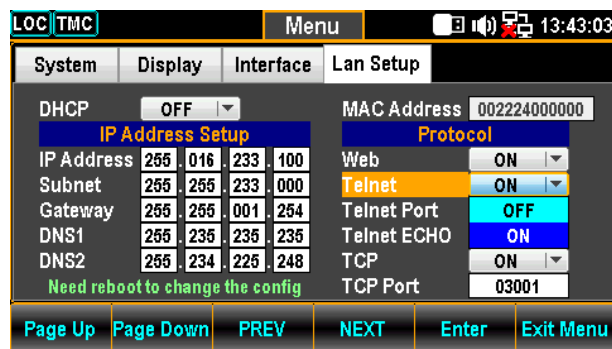 LOC TMC Menu 13:43:03
System Display Interface Lan Setup
DHCP OFF MAC Address 002224000000
IP Address Setup Protocol
IP Address 255 . 016 . 233 . 100 Web ON
Subnet 255 . 255 . 233 . 000 Telnet ON
Gateway 255 . 255 . 001 . 254 Telnet Port OFF
DNS1 255 . 235 . 235 . 235 Telnet ECHO ON
DNS2 255 . 234 . 225 . 248 TCP ON
Need reboot to change the config TCP Port 03001
Page Up Page Down PREV NEXT Enter Exit Menu